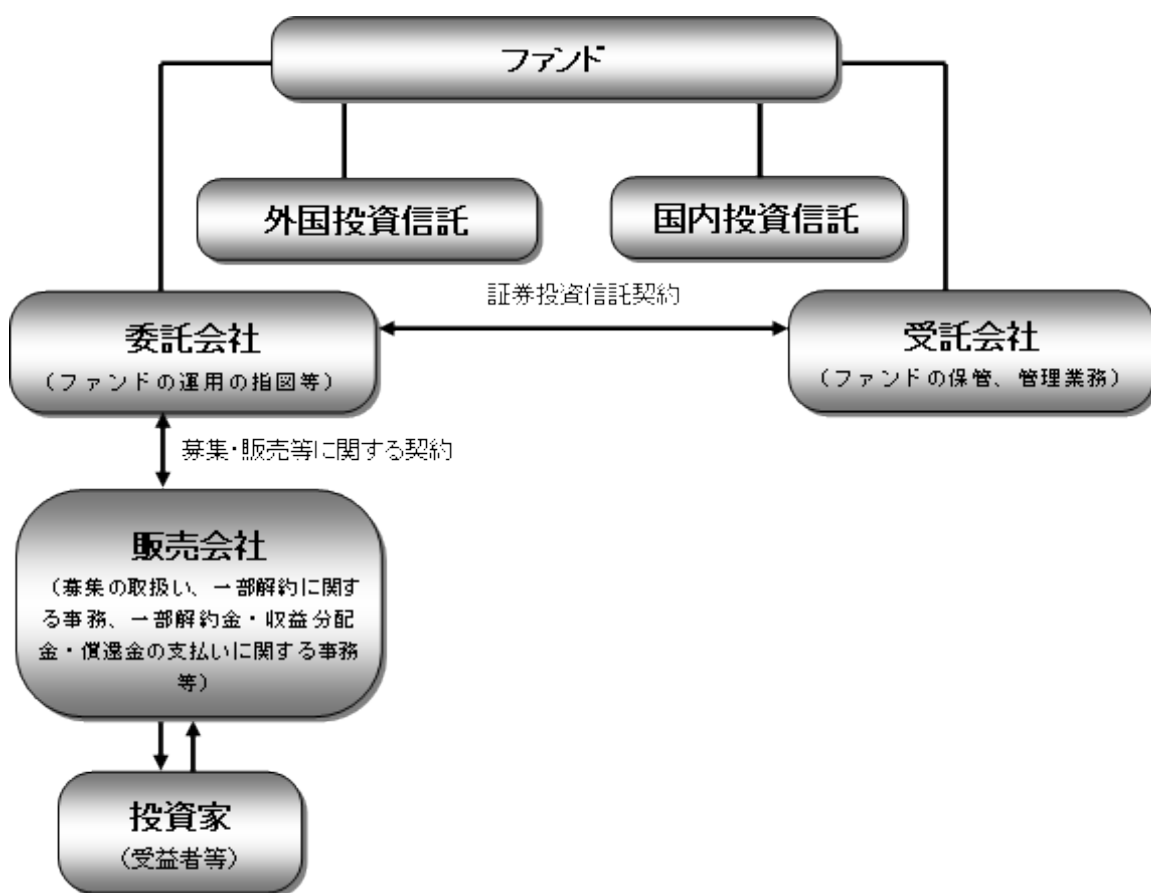 ファンド
外国投資信託
国内投資信託
証券投資信託契約
委託会社
（ファンドの運用の指図等）
受託会社
（ファンドの保管、管理業務）
募集・販売等に関する契約
販売会社
（募集の取扱い、一部解約に関す
る事務、一部解約金・収益分配
金・償還金の支払いに関する事務
等）
投資家
（受益者等）